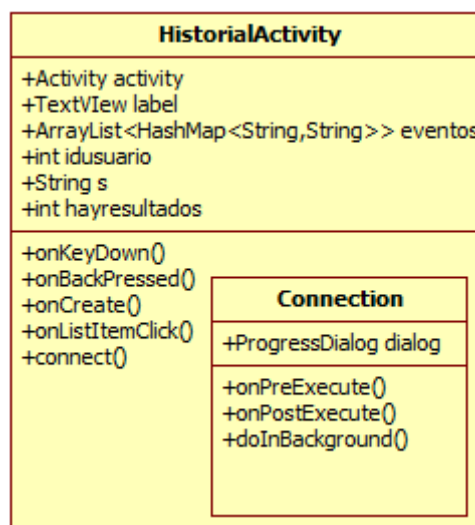 HistorialActivity
+Activity activity
+TextVIew label
+ArrayList<HashMap<String,String>> eventos
+int idusuario
+String s
+int hayresultados
+onKeyDown()
+onBackPressed()
+onCreate()
+onListItemClick()
+connect()
Connection
+ProgressDialog dialog
+onPreExecute()
+onPostExecute()
+doInBackground()